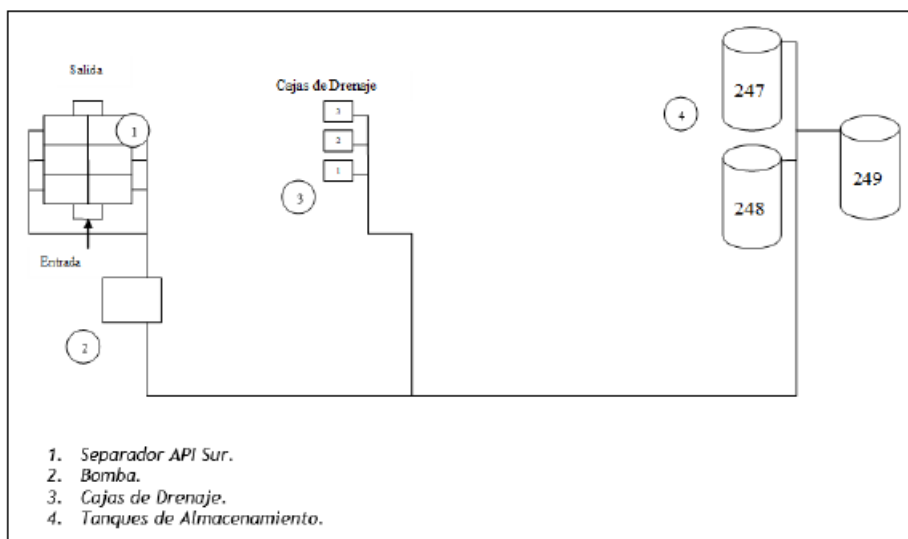 Salida
Cajas de Drenaje
1
3
2
1
3
Entrada
2
4
247
248
249
1. Separador API Sur.
2. Bomba.
3. Cajas de Drenaje.
4. Tanques de Almacenamiento.